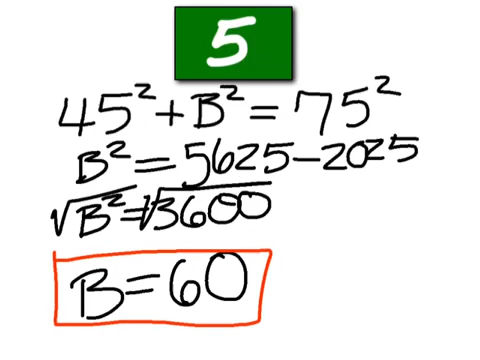 5
45² + B² = 75²
B² = 5625 - 2025
√B² = √3600
B = 60